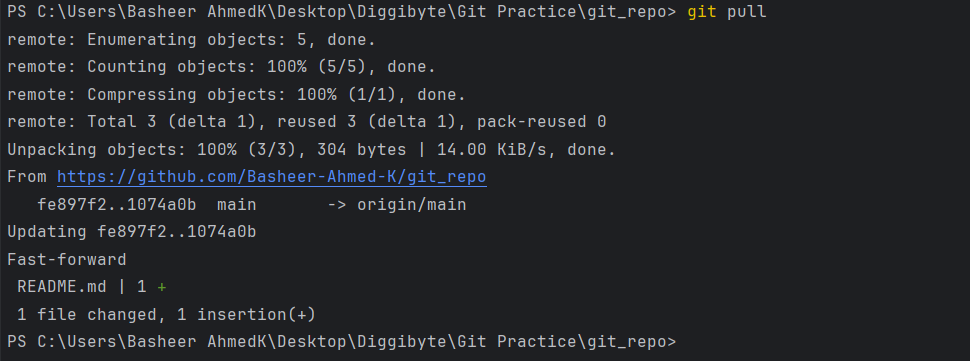 PS C:\Users\Basheer AhmedK\Desktop\Diggibyte\Git Practice\git_repo> git pull
remote: Enumerating objects: 5, done.
remote: Counting objects: 100% (5/5), done.
remote: Compressing objects: 100% (1/1), done.
remote: Total 3 (delta 1), reused 3 (delta 1), pack-reused 0
Unpacking objects: 100% (3/3), 304 bytes | 14.00 KiB/s, done.
From https://github.com/Basheer-Ahmed-K/git_repo
   fe897f2..1074a0b  main       -> origin/main
Updating fe897f2..1074a0b
Fast-forward
 README.md | 1 +
 1 file changed, 1 insertion(+)
PS C:\Users\Basheer AhmedK\Desktop\Diggibyte\Git Practice\git_repo>